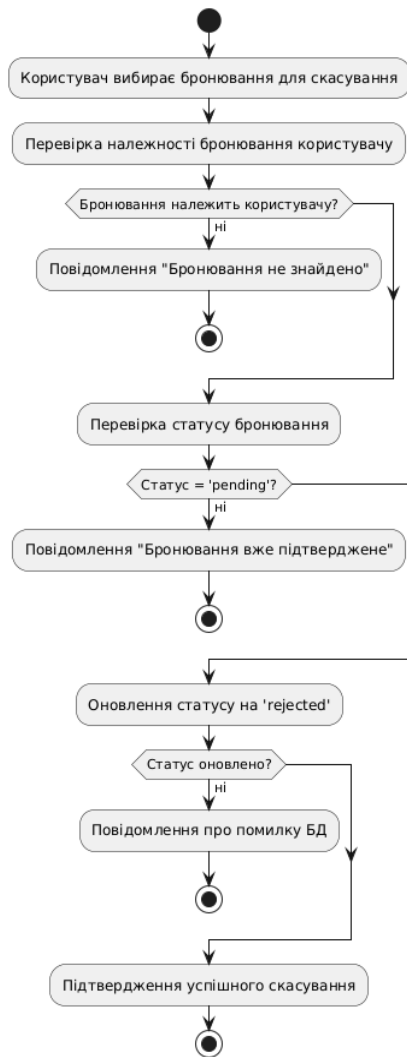 Користувач вибирає бронювання для скасування
Перевірка належності бронювання користувачу
Бронювання належить користувачу?
ні
Повідомлення "Бронювання не знайдено"
Перевірка статусу бронювання
Статус = 'pending'?
ні
Повідомлення "Бронювання вже підтверджене"
Оновлення статусу на 'rejected'
Статус оновлено?
ні
Повідомлення про помилку БД
Підтвердження успішного скасування